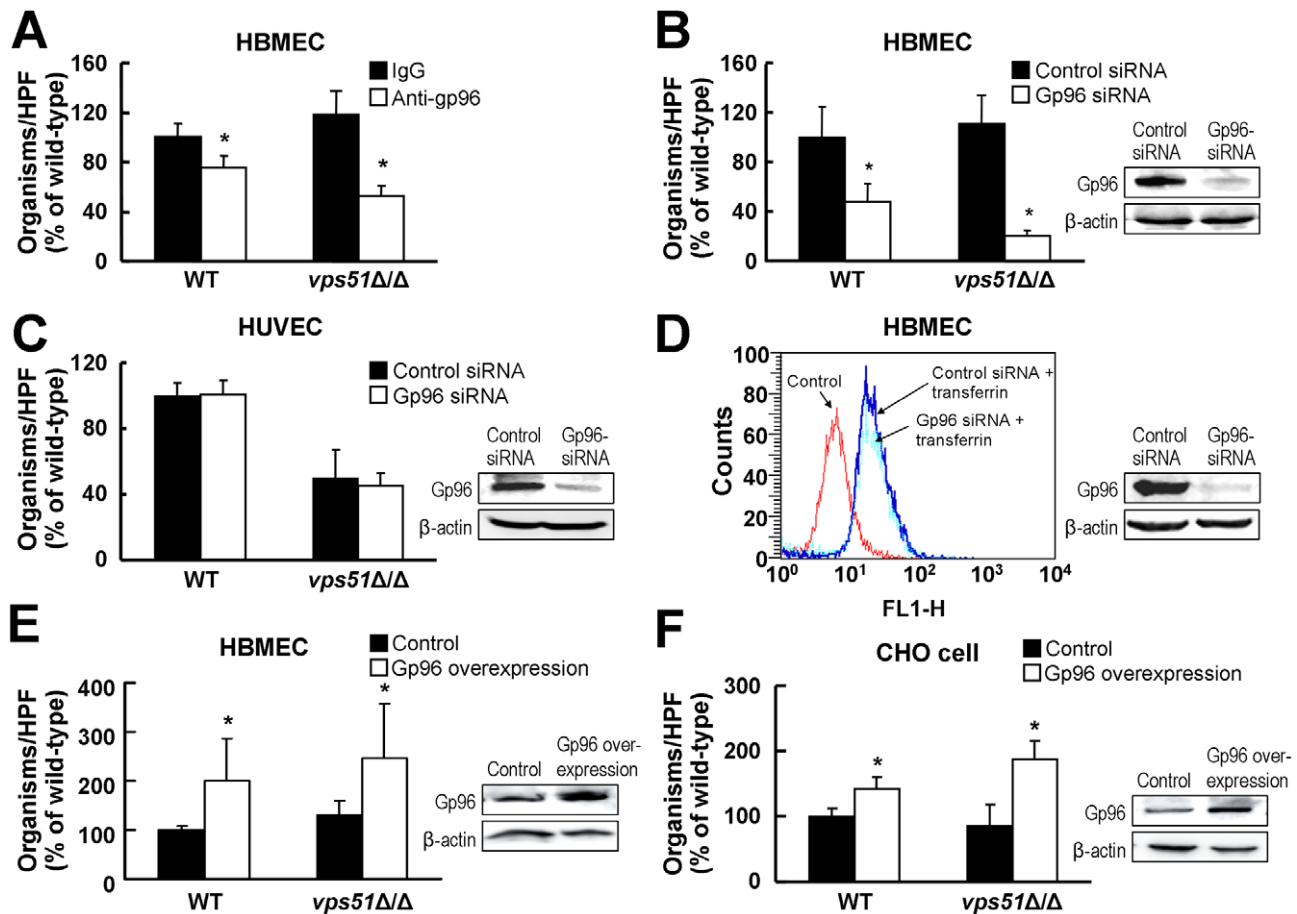 A
HBMEC
Organisms/HPF
(% of wild-type)
160
120
80
40
0
IgG
Anti-gp96
*
*
WT
vps51Δ/Δ
B
HBMEC
Organisms/HPF
(% of wild-type)
160
120
80
40
0
Control siRNA
Gp96 siRNA
*
*
WT
vps51Δ/Δ
Control
siRNA
Gp96-
siRNA
Gp96
β-actin
C
HUVEC
Organisms/HPF
(% of wild-type)
120
80
40
0
Control siRNA
Gp96 siRNA
WT
vps51Δ/Δ
Control
siRNA
Gp96-
siRNA
Gp96
β-actin
D
HBMEC
Counts
100
80
60
40
20
0
Control
Control siRNA +
transferrin
Gp96 siRNA +
transferrin
10⁰
10¹
10²
10³
10⁴
FL1-H
Control
siRNA
Gp96-
siRNA
Gp96
β-actin
E
HBMEC
Organisms/HPF
(% of wild-type)
400
300
200
100
0
Control
Gp96 overexpression
*
*
WT
vps51Δ/Δ
Control
Gp96 over-
expression
Gp96
β-actin
F
CHO cell
Organisms/HPF
(% of wild-type)
300
200
100
0
Control
Gp96 overexpression
*
*
WT
vps51Δ/Δ
Control
Gp96 over-
expression
Gp96
β-actin